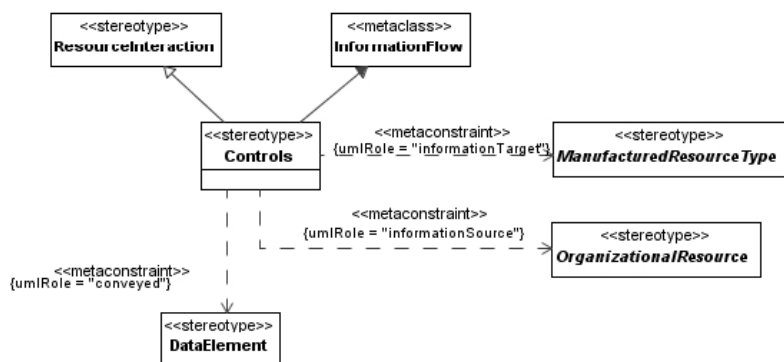 <<stereotype>>
ResourceInteraction
<<metaclass>>
InformationFlow
<<stereotype>>
Controls
<<metaconstraint>>
{umlRole = "informationTarget"}
<<stereotype>>
ManufacturedResourceType
<<metaconstraint>>
{umlRole = "informationSource"}
<<stereotype>>
OrganizationalResource
<<metaconstraint>>
{umlRole = "conveyed"}
<<stereotype>>
DataElement